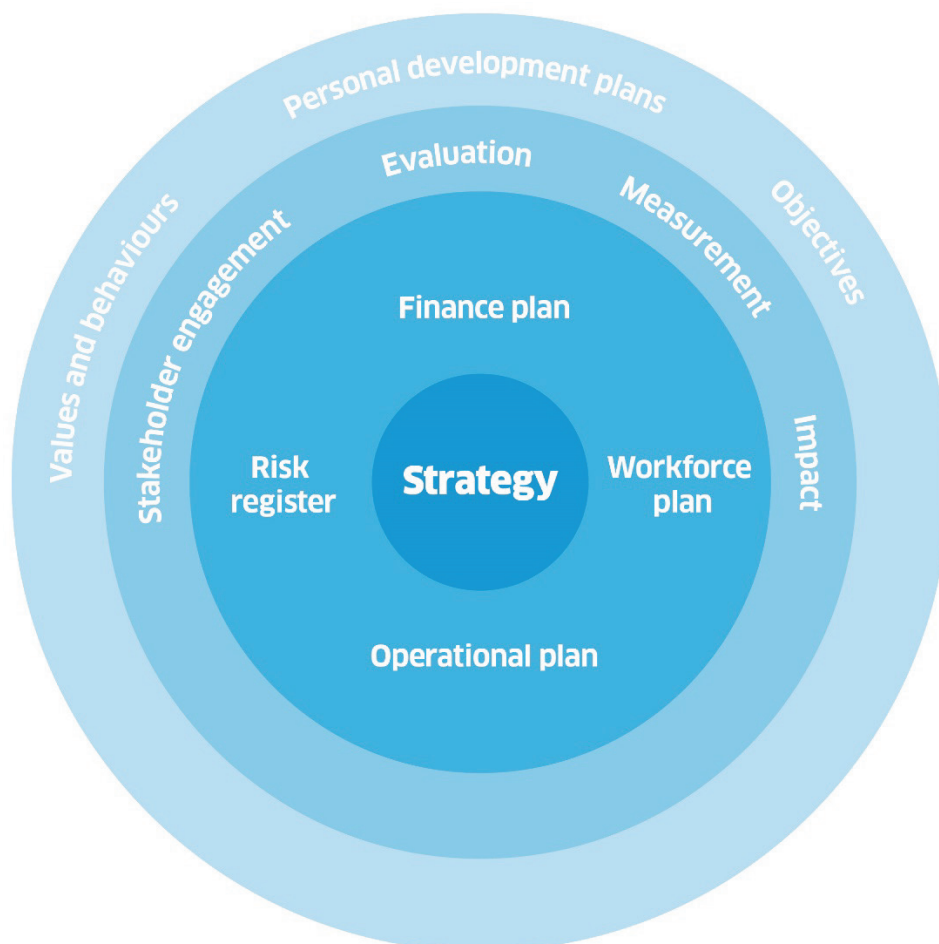 Personal development plans
Values and behaviours
Objectives
Evaluation
Stakeholder engagement
Measurement
Impact
Finance plan
Risk
register
Strategy
Workforce
plan
Operational plan